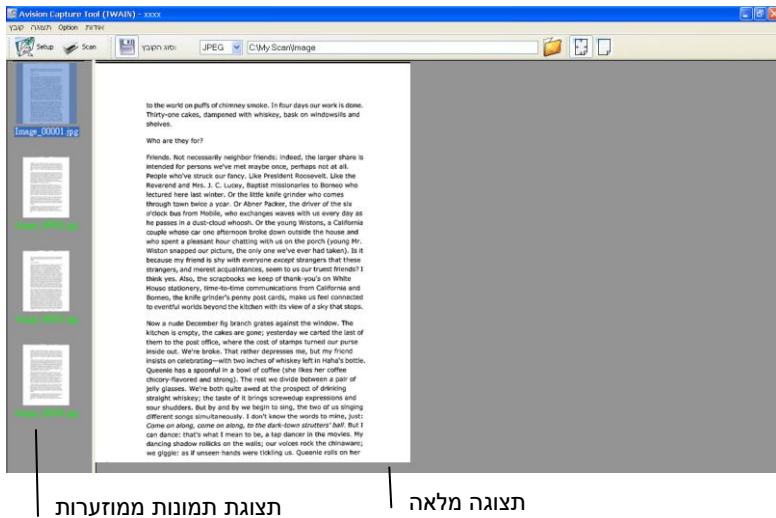 Avision Capture Tool (TWAIN) - xxxx
קובץ תצוגה Option אודות
Setup Scan סוג הקובץ: JPEG C:\My Scan\Image
Image_00001.jpg
to the world on puffs of chimney smoke. In four days our work is done.
Thirty-one cakes, dampened with whiskey, bask on windowsills and
shelves.
Who are they for?
Friends. Not necessarily neighbor friends: indeed, the larger share is
intended for persons we've met maybe once, perhaps not at all.
People who've struck our fancy. Like President Roosevelt. Like the
Reverend and Mrs. J. C. Lucey, Baptist missionaries to Borneo who
lectured here last winter. Or the little knife grinder who comes
through town twice a year. Or Abner Packer, the driver of the six
o'clock bus from Mobile, who exchanges waves with us every day as
he passes in a dust-cloud whoosh. Or the young Wistons, a California
couple whose car one afternoon broke down outside the house and
who spent a pleasant hour chatting with us on the porch (young Mr.
Wiston snapped our picture, the only one we've ever had taken). Is it
because my friend is shy with everyone except strangers that these
strangers, and merest acquaintances, seem to us our truest friends? I
think yes. Also, the scrapbooks we keep of thank-you's on White
House stationery, time-to-time communications from California and
Borneo, the knife grinder's penny post cards, make us feel connected
to eventful worlds beyond the kitchen with its view of a sky that stops.
Now a nude December fig branch grates against the window. The
kitchen is empty, the cakes are gone; yesterday we carted the last of
them to the post office, where the cost of stamps turned our purse
inside out. We're broke. That rather depresses me, but my friend
insists on celebrating—with two inches of whiskey left in Haha's bottle.
Queenie has a spoonful in a bowl of coffee (she likes her coffee
chicory-flavored and strong). The rest we divide between a pair of
jelly glasses. We're both quite awed at the prospect of drinking
straight whiskey; the taste of it brings screwedup expressions and
sour shudders. But by and by we begin to sing, the two of us singing
different songs simultaneously. I don't know the words to mine, just:
Come on along, come on along, to the dark-town strutters' ball. But I
can dance: that's what I mean to be, a tap dancer in the movies. My
dancing shadow rollicks on the walls; our voices rock the chinaware;
we giggle: as if unseen hands were tickling us. Queenie rolls on her
תצוגה מלאה
תצוגת תמונות ממוזערות